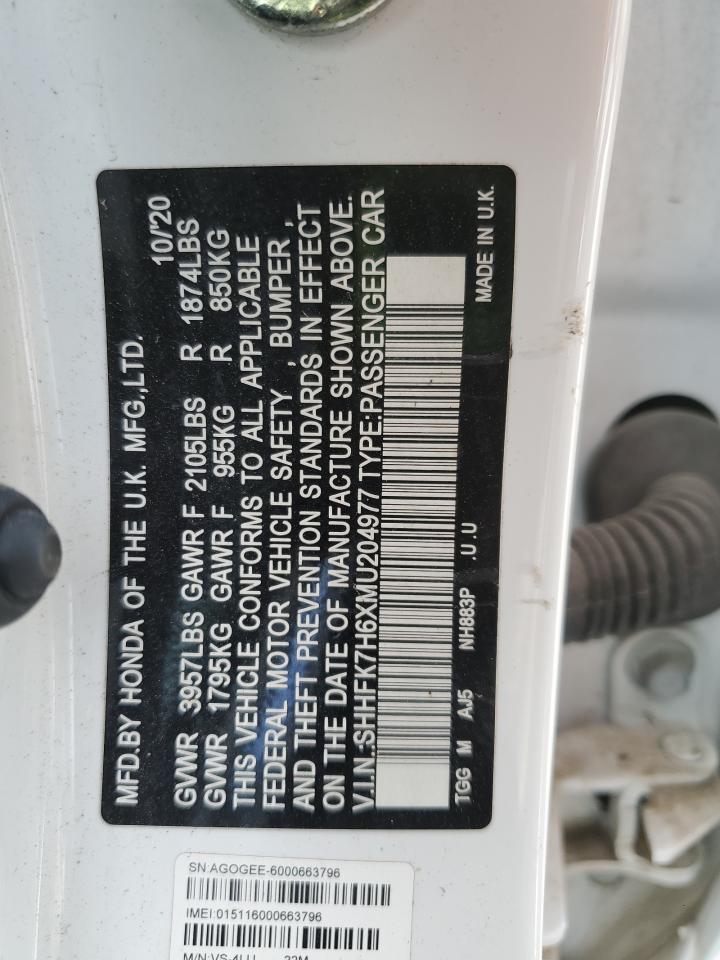 MFD.BY HONDA OF THE U.K. MFG.,LTD. 10/'20
GVWR 3957LBS GAWR F 2105LBS R 1874LBS
GVWR 1795KG GAWR F 955KG R 850KG
THIS VEHICLE CONFORMS TO ALL APPLICABLE
FEDERAL MOTOR VEHICLE SAFETY , BUMPER ,
AND THEFT PREVENTION STANDARDS IN EFFECT
ON THE DATE OF MANUFACTURE SHOWN ABOVE.
V.I.N.:SHHFK7H6XMU204977 TYPE:PASSENGER CAR
TGG M AJ5 NH883P .U .U MADE IN U.K.
SN:AGOGEE-6000663796
IMEI:015116000663796